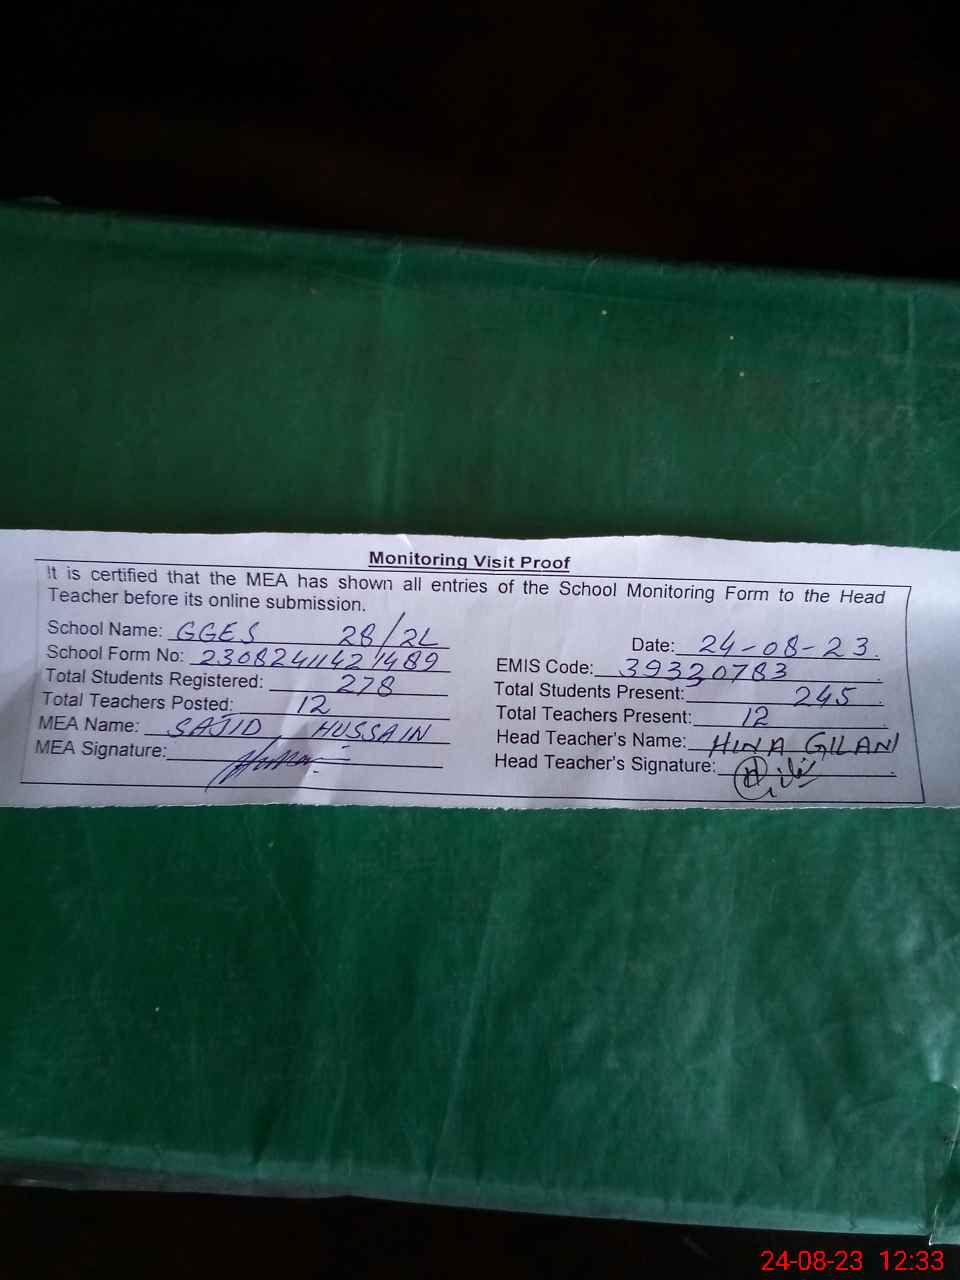 Monitoring Visit Proof
It is certified that the MEA has shown all entries of the School Monitoring Form to the Head
Teacher before its online submission.
School Name: GGES 28/2L
Date: 24-08-23.
School Form No: 23082411421489
EMIS Code: 39320783
Total Students Registered: 278
Total Students Present: 245
Total Teachers Posted: 12
Total Teachers Present: 12
MEA Name: SAJID HUSSAIN
Head Teacher's Name: HINA GILANI
MEA Signature:
Head Teacher's Signature:
24-08-23 12:33